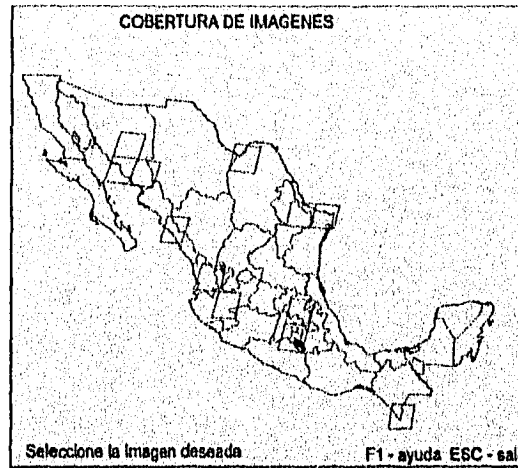 COBERTURA DE IMAGENES
Seleccione la Imagen deseada
F1 - ayuda ESC - sal